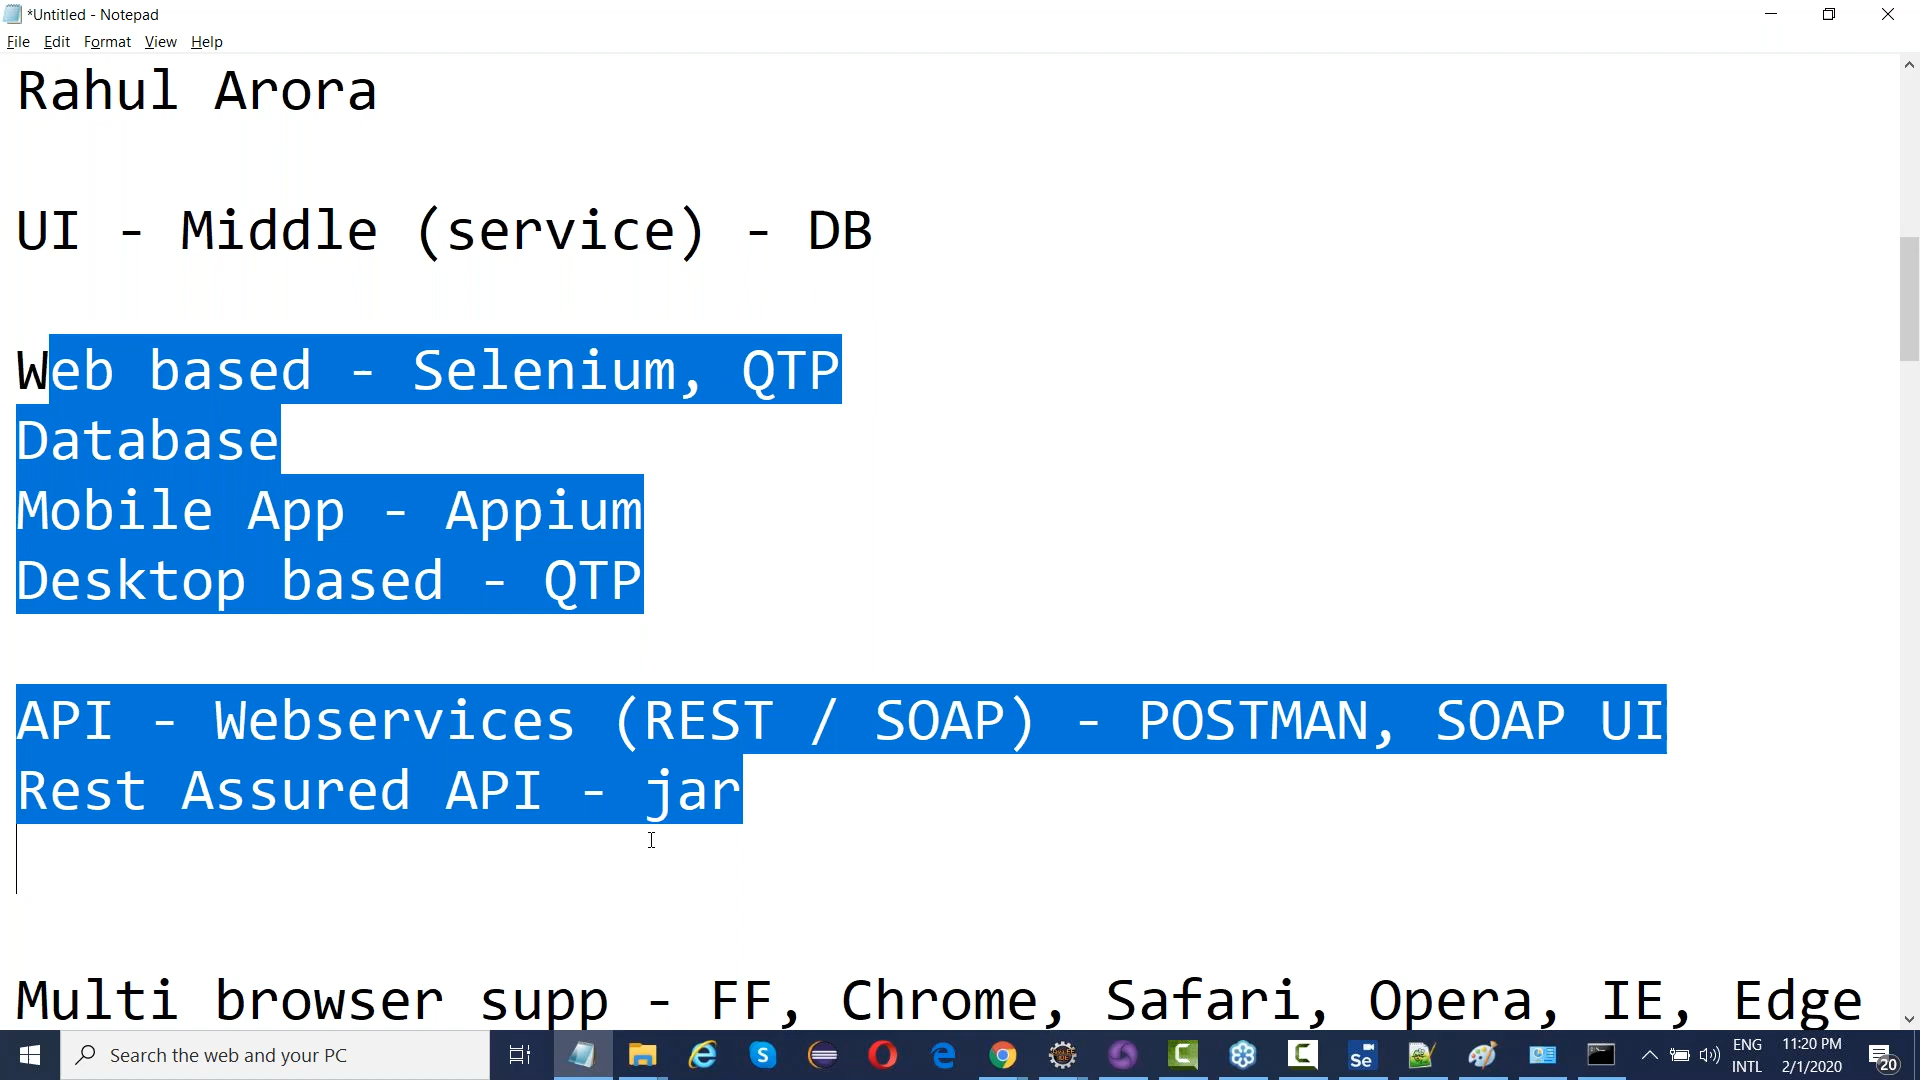 *Untitled - Notepad
File Edit Format View Help
Rahul Arora
UI - Middle (service) - DB
Web based - Selenium, QTP
Database
Mobile App - Appium
Desktop based - QTP
API - Webservices (REST / SOAP) - POSTMAN, SOAP UI
Rest Assured API - jar
Multi browser supp - FF, Chrome, Safari, Opera, IE, Edge
Search the web and your PC
Se
ENG
INTL
11:20 PM
2/1/2020
20